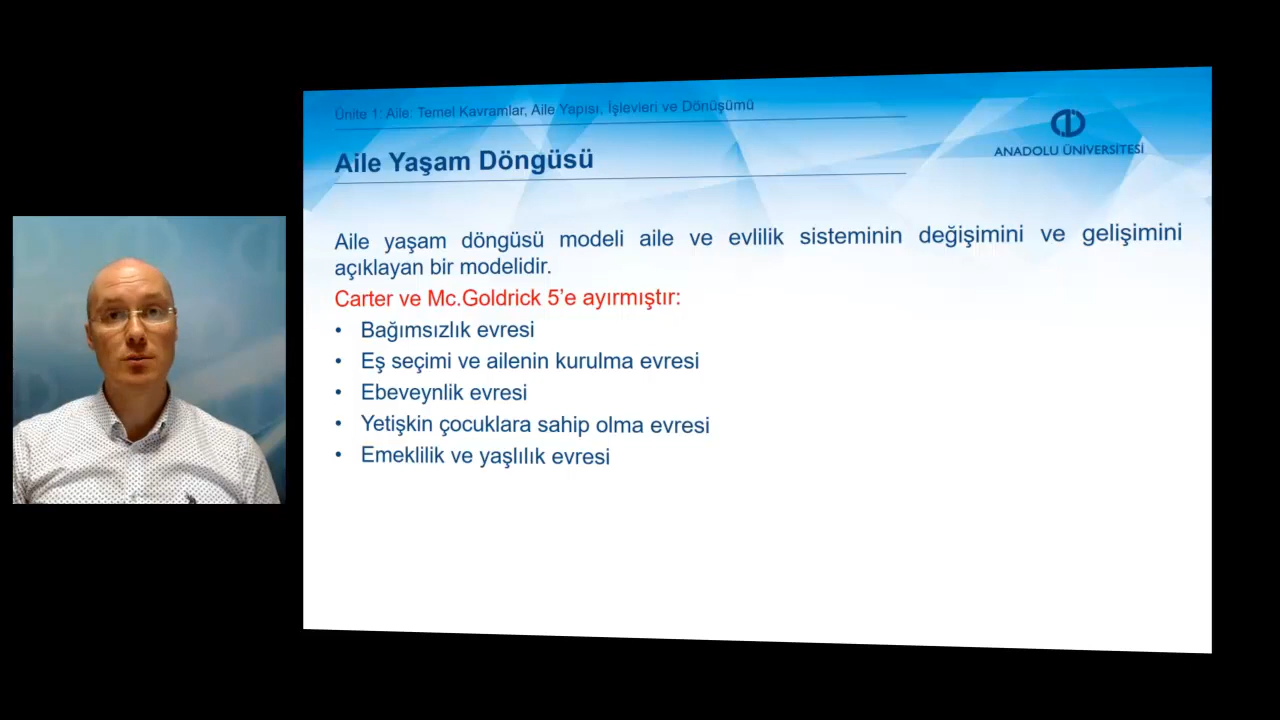 Ünite 1: Aile: Temel Kavramlar, Aile Yapısı, İşlevleri ve Dönüşümü
ANADOLU ÜNİVERSİTESİ
Aile Yaşam Döngüsü
Aile yaşam döngüsü modeli aile ve evlilik sisteminin değişimini ve gelişimini
açıklayan bir modelidir.
Carter ve Mc.Goldrick 5’e ayırmıştır:
• Bağımsızlık evresi
• Eş seçimi ve ailenin kurulma evresi
• Ebeveynlik evresi
• Yetişkin çocuklara sahip olma evresi
• Emeklilik ve yaşlılık evresi